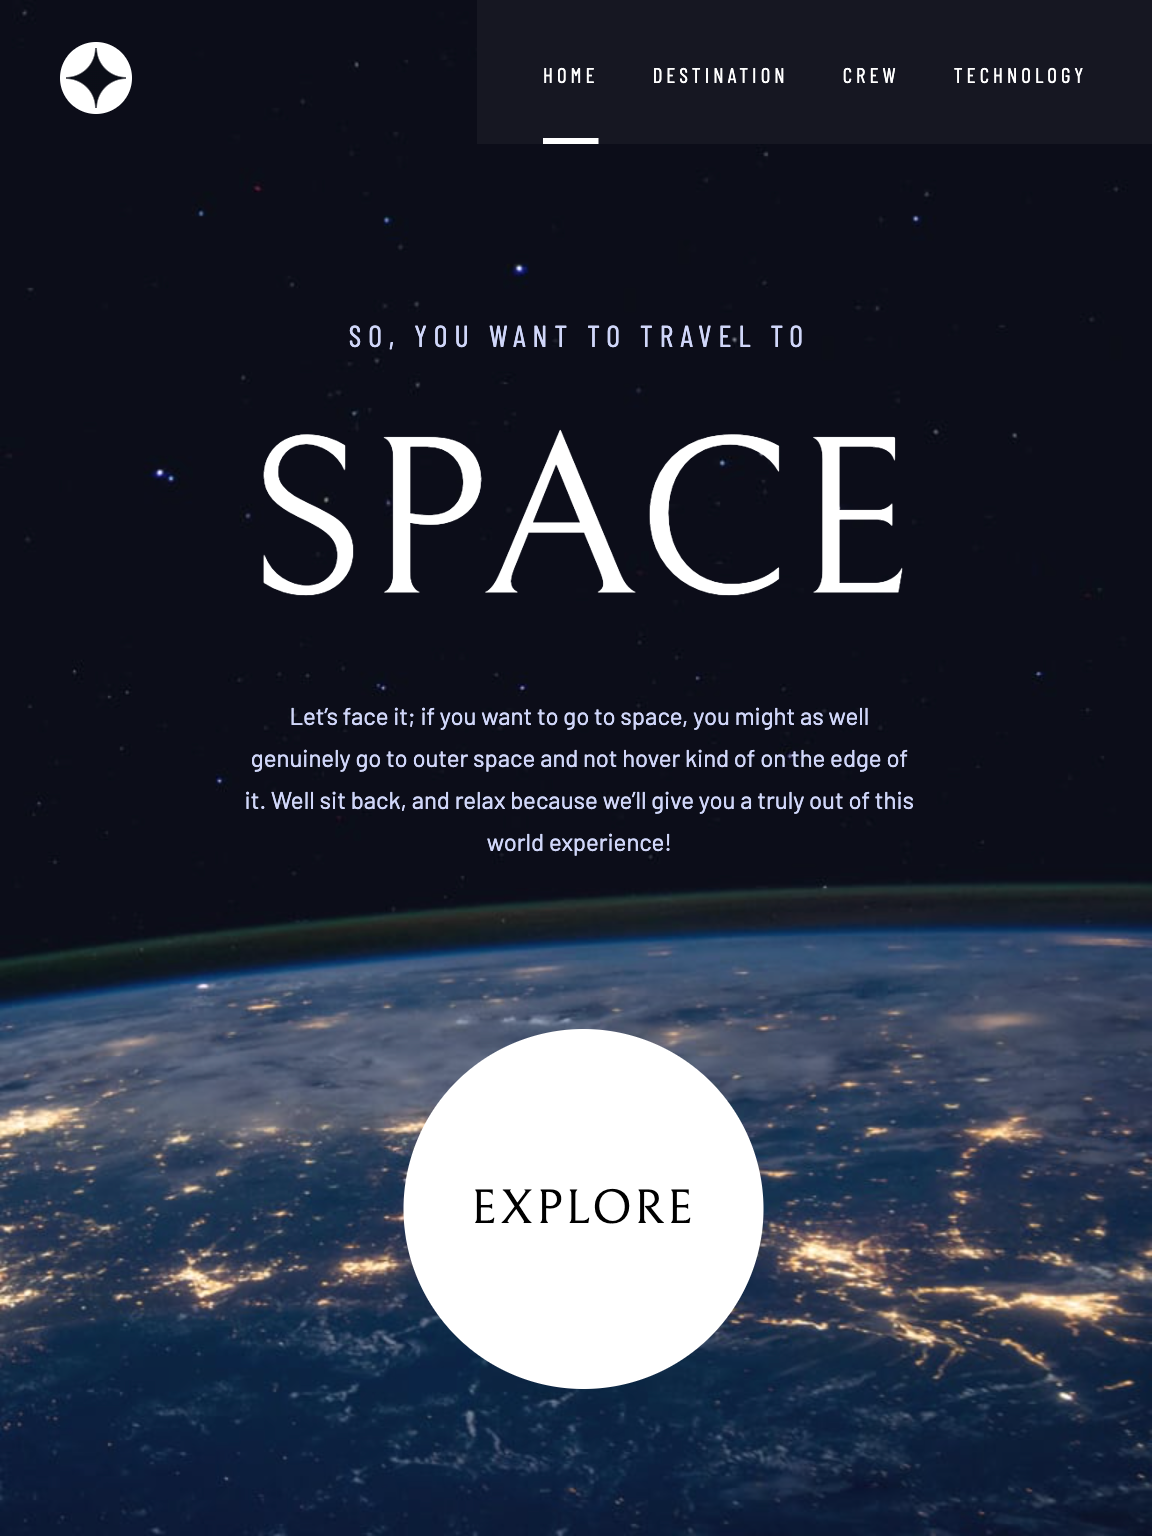 HOME DESTINATION CREW TECHNOLOGY
SO, YOU WANT TO TRAVEL TO
SPACE
Let’s face it; if you want to go to space, you might as well
genuinely go to outer space and not hover kind of on the edge of
it. Well sit back, and relax because we’ll give you a truly out of this
world experience!
EXPLORE